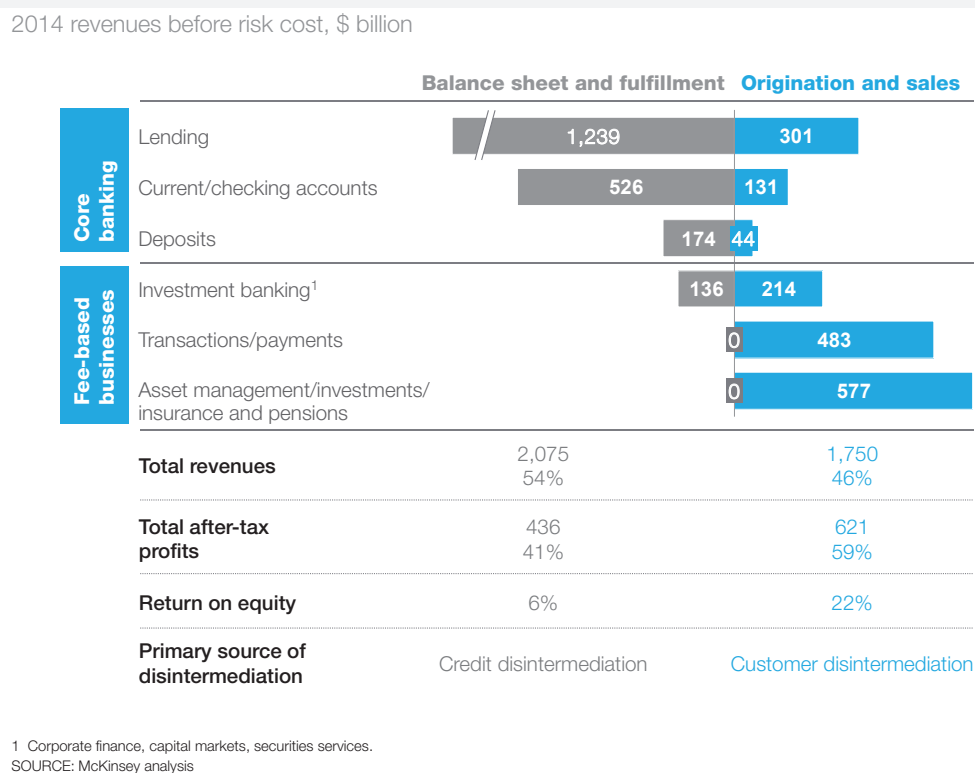 2014 revenues before risk cost, $ billion
Balance sheet and fulfillment Origination and sales
Core
banking
Lending 1,239 301
Current/checking accounts 526 131
Deposits 174 44
Fee-based
businesses
Investment banking1 136 214
Transactions/payments 0 483
Asset management/investments/
insurance and pensions 0 577
Total revenues
2,075 1,750
54% 46%
Total after-tax
profits
436 621
41% 59%
Return on equity 6% 22%
Primary source of
disintermediation
Credit disintermediation Customer disintermediation
1 Corporate finance, capital markets, securities services.
SOURCE: McKinsey analysis